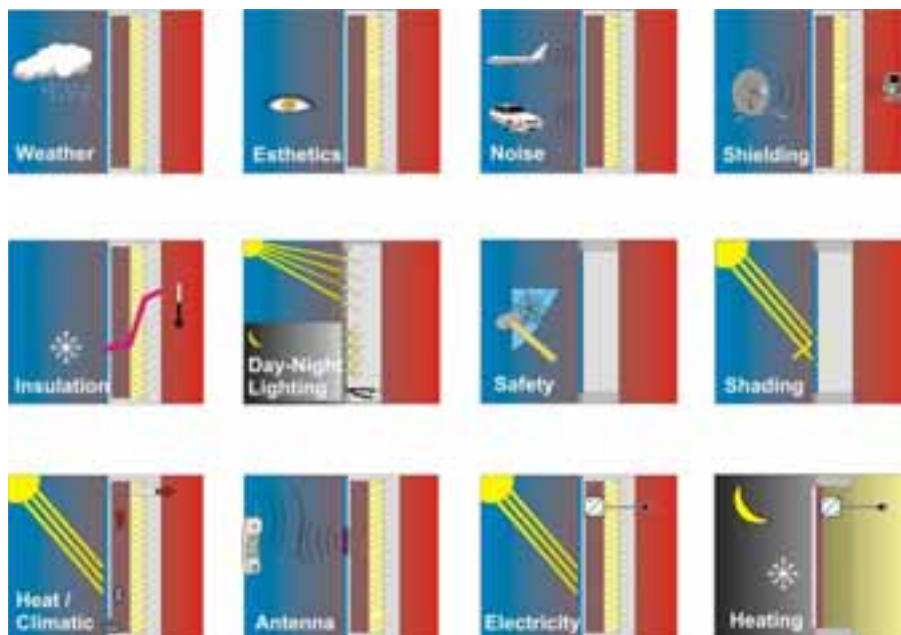 Weather
Esthetics
Noise
Shielding
Insulation
Day-Night
Lighting
Safety
Shading
Heat /
Climatic
Antenna
Electricity
Heating